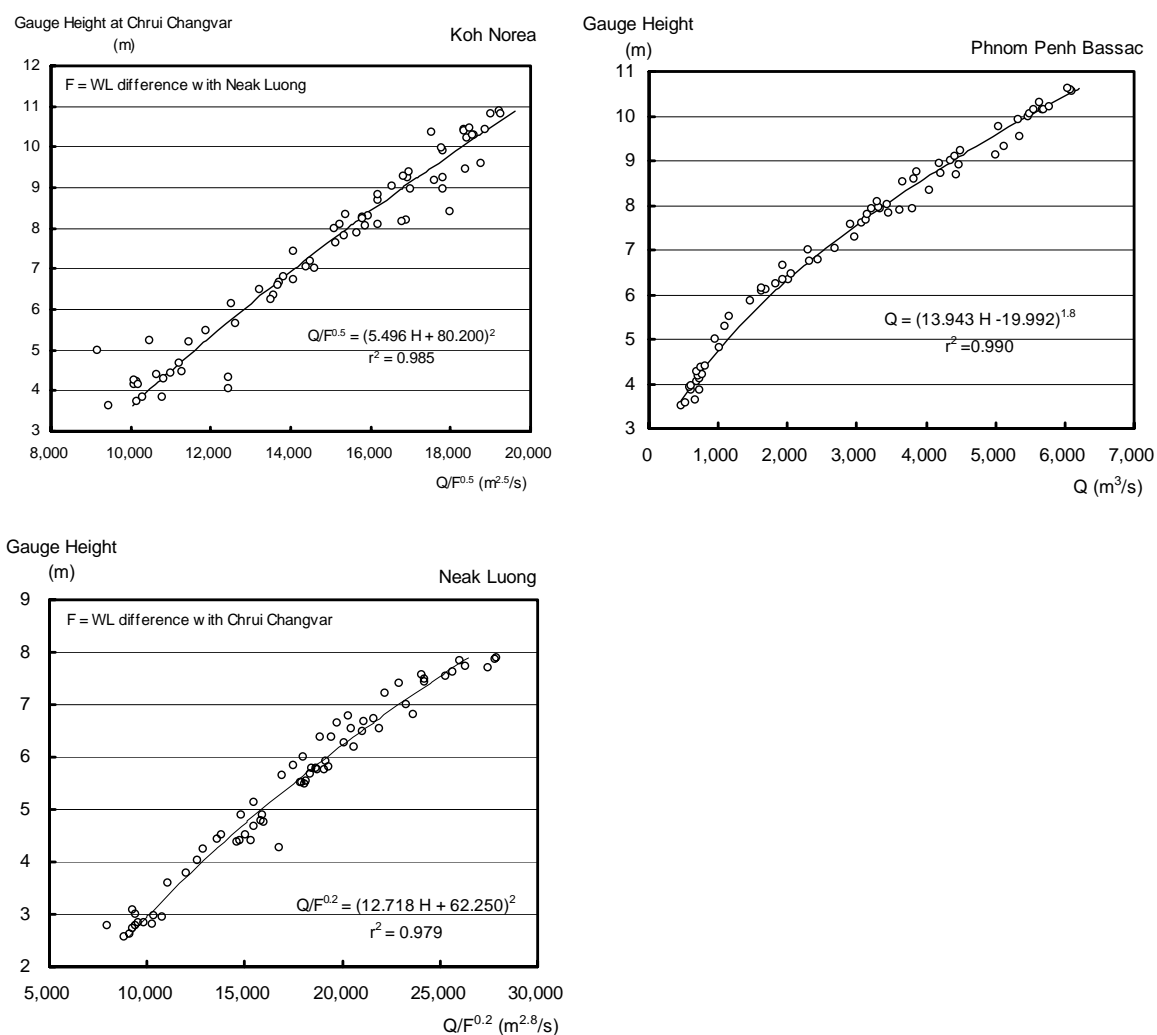 Gauge Height at Chrui Changvar
(m)
Koh Norea
12
F = WL difference with Neak Luong
11
10
9
8
7
6
5
4
3
Q/F^0.5 = (5.496 H + 80.200)^2
r^2 = 0.985
8,000 10,000 12,000 14,000 16,000 18,000 20,000
Q/F^0.5 (m^2.5/s)
Gauge Height
(m)
Phnom Penh Bassac
11
10
9
8
7
6
5
4
3
Q = (13.943 H -19.992)^1.8
r^2 =0.990
0 1,000 2,000 3,000 4,000 5,000 6,000 7,000
Q (m^3/s)
Gauge Height
(m)
Neak Luong
9
F = WL difference with Chrui Changvar
8
7
6
5
4
3
2
Q/F^0.2 = (12.718 H + 62.250)^2
r^2 = 0.979
5,000 10,000 15,000 20,000 25,000 30,000
Q/F^0.2 (m^2.8/s)